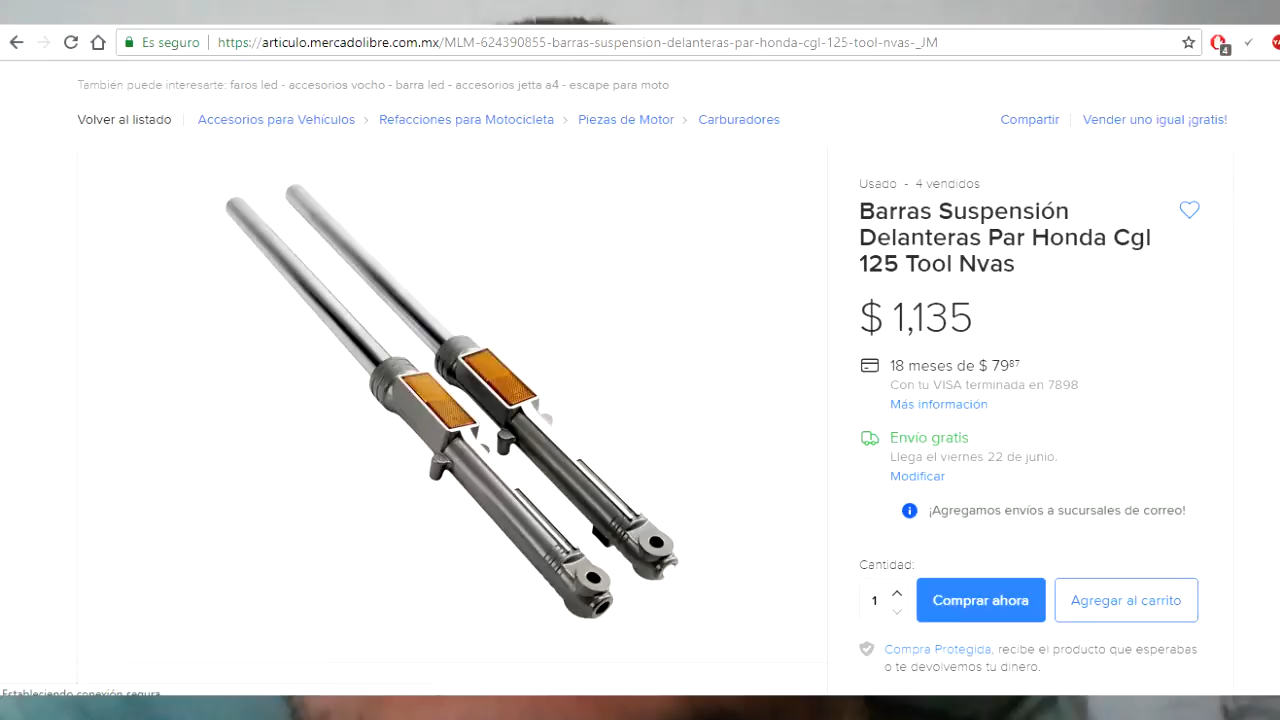 Es seguro
https://articulo.mercadolibre.com.mx/MLM-624390855-barras-suspension-delanteras-par-honda-cgl-125-tool-nvas-_JM
4
También puede interesarte: faros led - accesorios vocho - barra led - accesorios jetta a4 - escape para moto
Volver al listado
Accesorios para Vehículos > Refacciones para Motocicleta > Piezas de Motor > Carburadores
Compartir
Vender uno igual ¡gratis!
Usado - 4 vendidos
Barras Suspensión
Delanteras Par Honda Cgl
125 Tool Nvas
$ 1,135
18 meses de $ 79⁸⁷
Con tu VISA terminada en 7898
Más información
Envío gratis
Llega el viernes 22 de junio.
Modificar
¡Agregamos envíos a sucursales de correo!
Cantidad:
1
Comprar ahora
Agregar al carrito
Compra Protegida, recibe el producto que esperabas
o te devolvemos tu dinero.
Estableciendo conexión segura